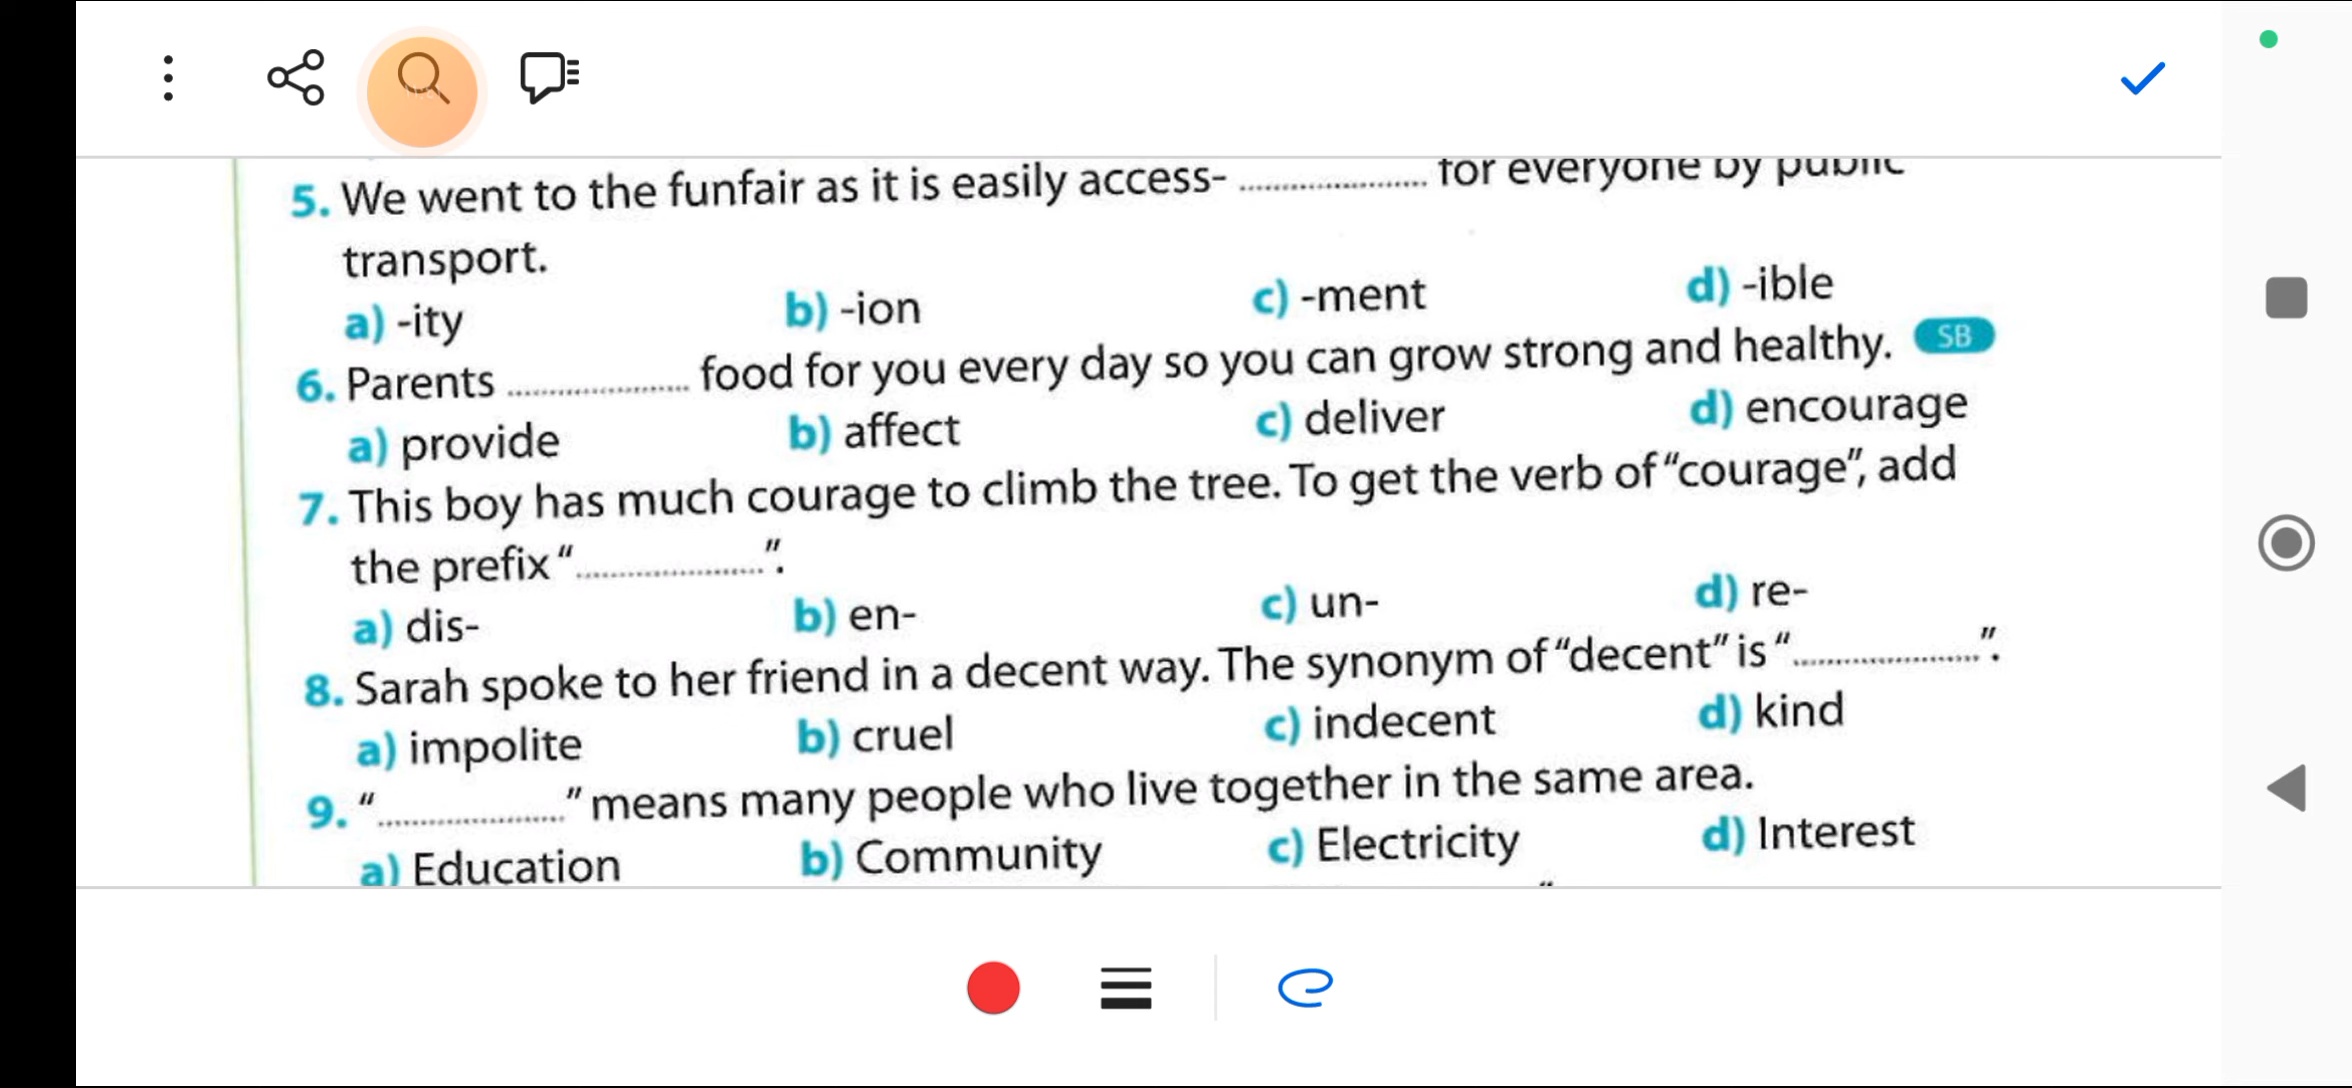 5. We went to the funfair as it is easily access- .................... for everyone by public
transport.
a) -ity b) -ion c) -ment d) -ible
6. Parents .................... food for you every day so you can grow strong and healthy. SB
a) provide b) affect c) deliver d) encourage
7. This boy has much courage to climb the tree. To get the verb of “courage”, add
the prefix “....................”.
a) dis- b) en- c) un- d) re-
8. Sarah spoke to her friend in a decent way. The synonym of “decent” is “....................”.
a) impolite b) cruel c) indecent d) kind
9. “....................” means many people who live together in the same area.
a) Education b) Community c) Electricity d) Interest